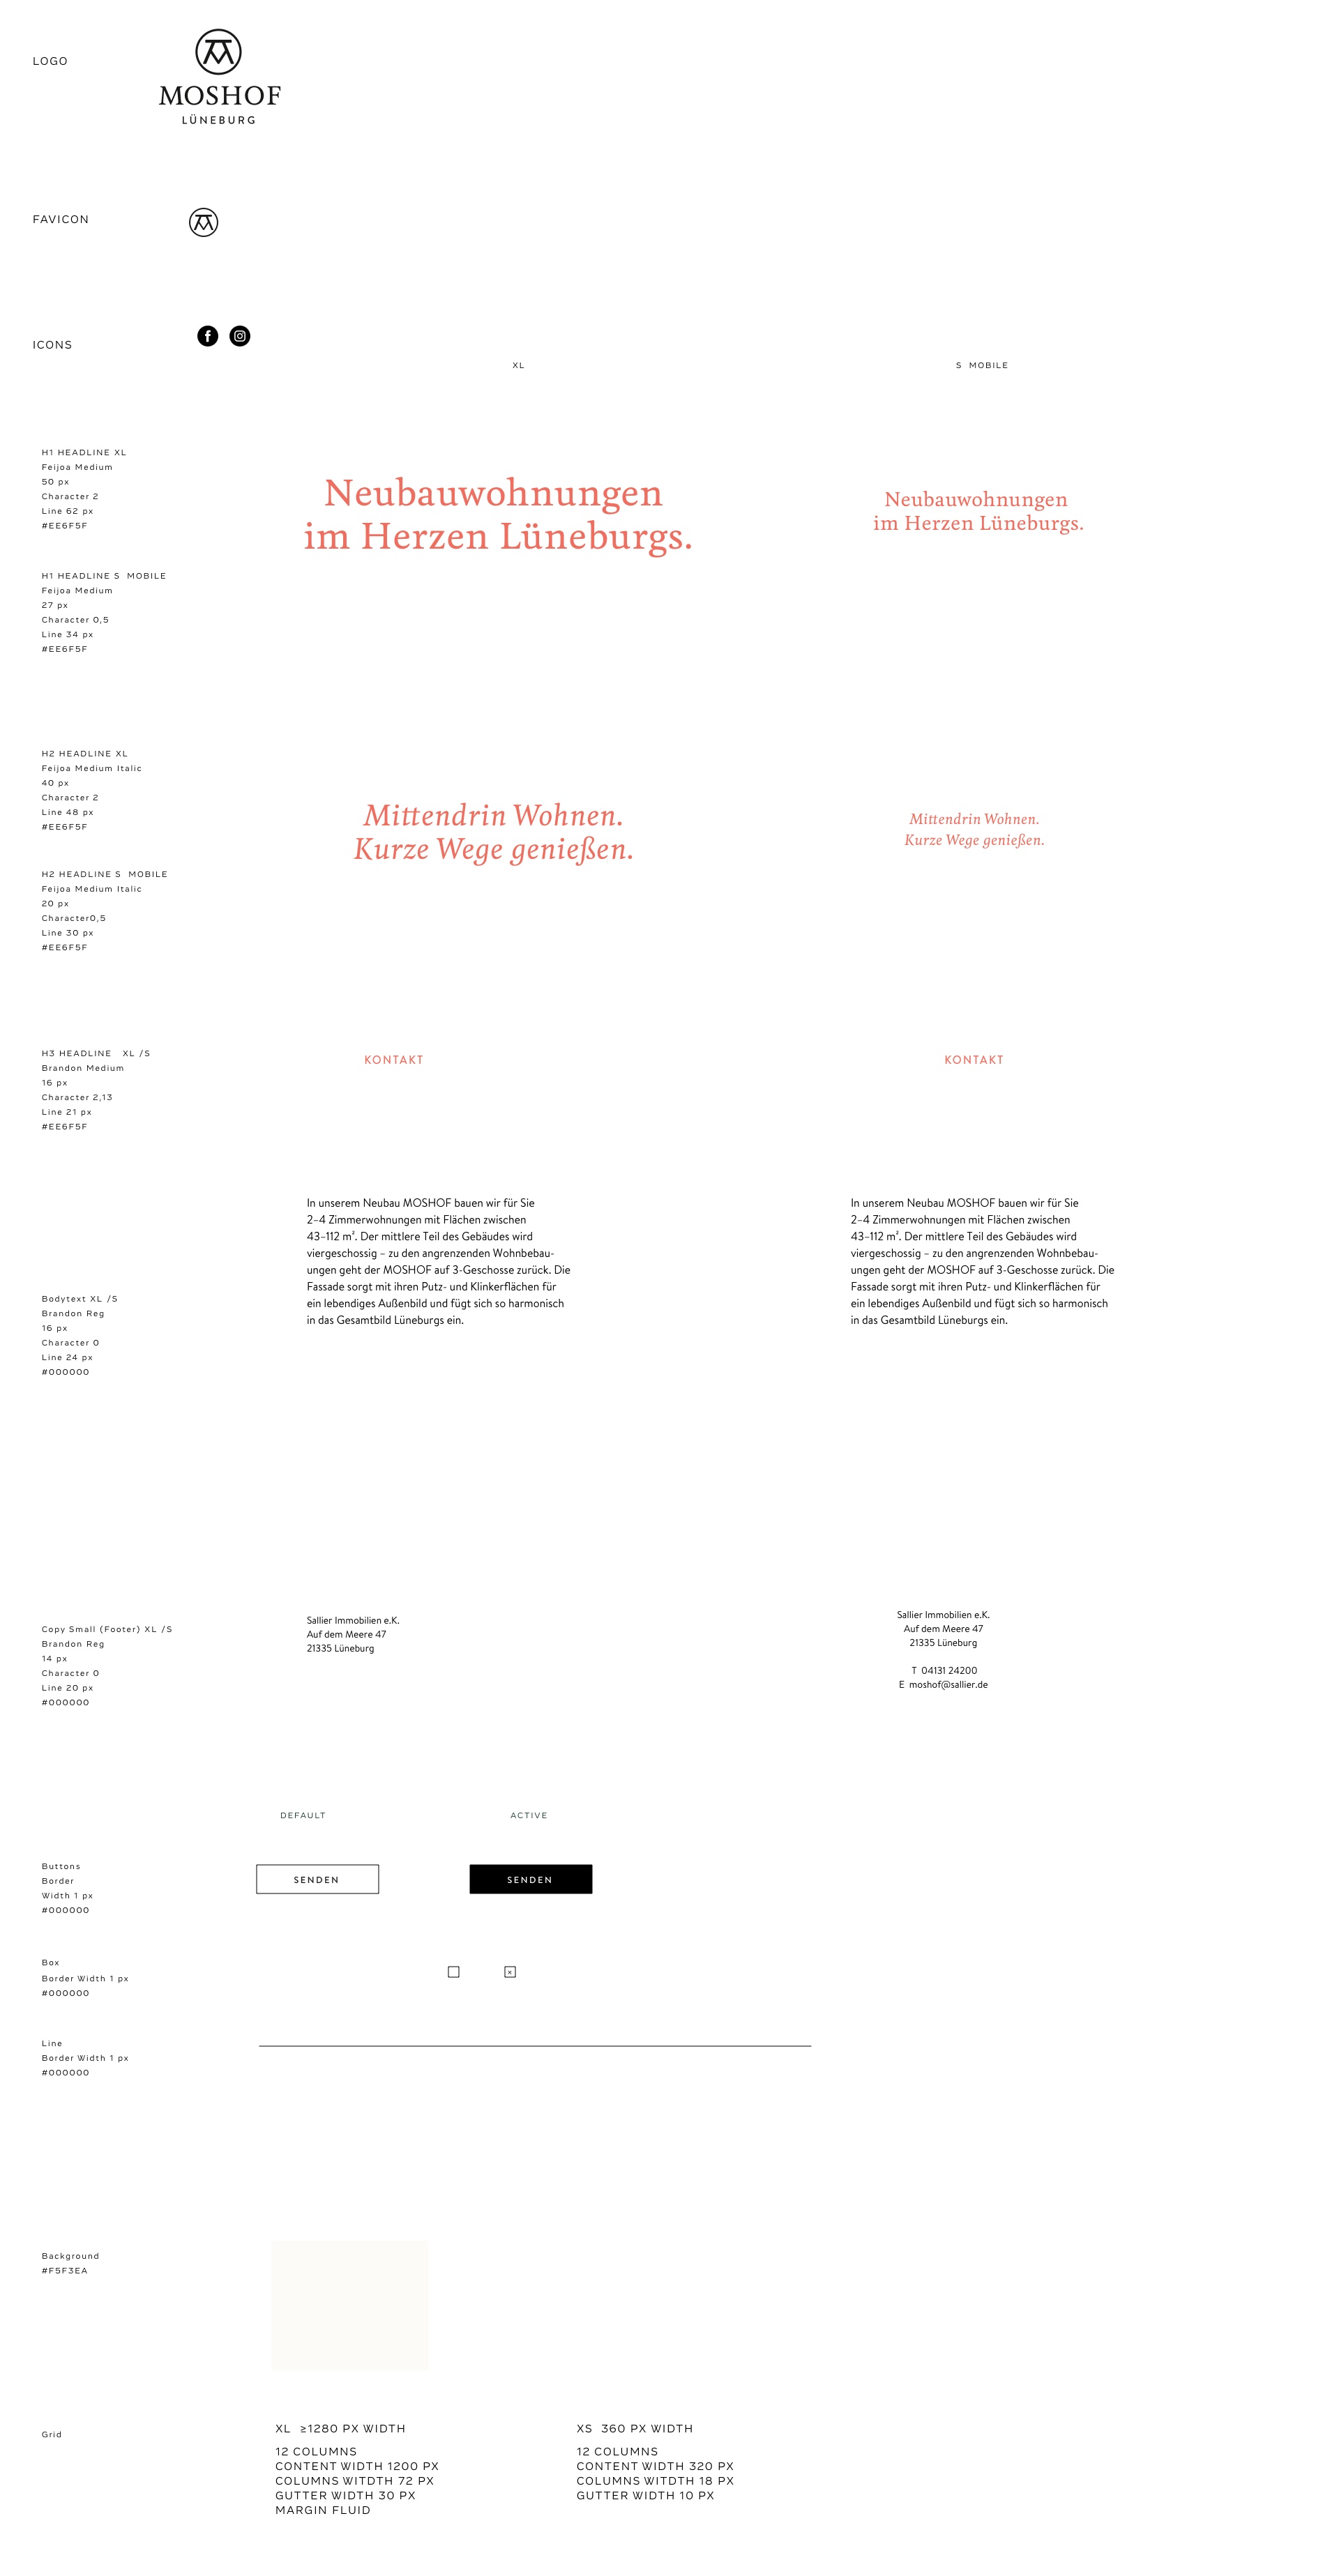 LOGO
MOSHOF
LÜNEBURG
FAVICON
ICONS
XL
S MOBILE
H1 HEADLINE XL
Feijoa Medium
50 px
Character 2
Line 62 px
#EE6F5F
Neubauwohnungen
im Herzen Lüneburgs.
Neubauwohnungen
im Herzen Lüneburgs.
H1 HEADLINE S MOBILE
Feijoa Medium
27 px
Character 0,5
Line 34 px
#EE6F5F
H2 HEADLINE XL
Feijoa Medium Italic
40 px
Character 2
Line 48 px
#EE6F5F
Mittendrin Wohnen.
Kurze Wege genießen.
Mittendrin Wohnen.
Kurze Wege genießen.
H2 HEADLINE S MOBILE
Feijoa Medium Italic
20 px
Character0,5
Line 30 px
#EE6F5F
H3 HEADLINE XL /S
Brandon Medium
16 px
Character 2,13
Line 21 px
#EE6F5F
KONTAKT
KONTAKT
In unserem Neubau MOSHOF bauen wir für Sie
2–4 Zimmerwohnungen mit Flächen zwischen
43–112 m². Der mittlere Teil des Gebäudes wird
viergeschossig – zu den angrenzenden Wohnbebau-
ungen geht der MOSHOF auf 3-Geschosse zurück. Die
Fassade sorgt mit ihren Putz- und Klinkerflächen für
ein lebendiges Außenbild und fügt sich so harmonisch
in das Gesamtbild Lüneburgs ein.
In unserem Neubau MOSHOF bauen wir für Sie
2–4 Zimmerwohnungen mit Flächen zwischen
43–112 m². Der mittlere Teil des Gebäudes wird
viergeschossig – zu den angrenzenden Wohnbebau-
ungen geht der MOSHOF auf 3-Geschosse zurück. Die
Fassade sorgt mit ihren Putz- und Klinkerflächen für
ein lebendiges Außenbild und fügt sich so harmonisch
in das Gesamtbild Lüneburgs ein.
Bodytext XL /S
Brandon Reg
16 px
Character 0
Line 24 px
#000000
Copy Small (Footer) XL /S
Brandon Reg
14 px
Character 0
Line 20 px
#000000
Sallier Immobilien e.K.
Auf dem Meere 47
21335 Lüneburg
Sallier Immobilien e.K.
Auf dem Meere 47
21335 Lüneburg
T 04131 24200
E moshof@sallier.de
DEFAULT
ACTIVE
Buttons
Border
Width 1 px
#000000
SENDEN
SENDEN
Box
Border Width 1 px
#000000
Line
Border Width 1 px
#000000
Background
#F5F3EA
Grid
XL ≥1280 PX WIDTH
12 COLUMNS
CONTENT WIDTH 1200 PX
COLUMNS WITDTH 72 PX
GUTTER WIDTH 30 PX
MARGIN FLUID
XS 360 PX WIDTH
12 COLUMNS
CONTENT WIDTH 320 PX
COLUMNS WITDTH 18 PX
GUTTER WIDTH 10 PX